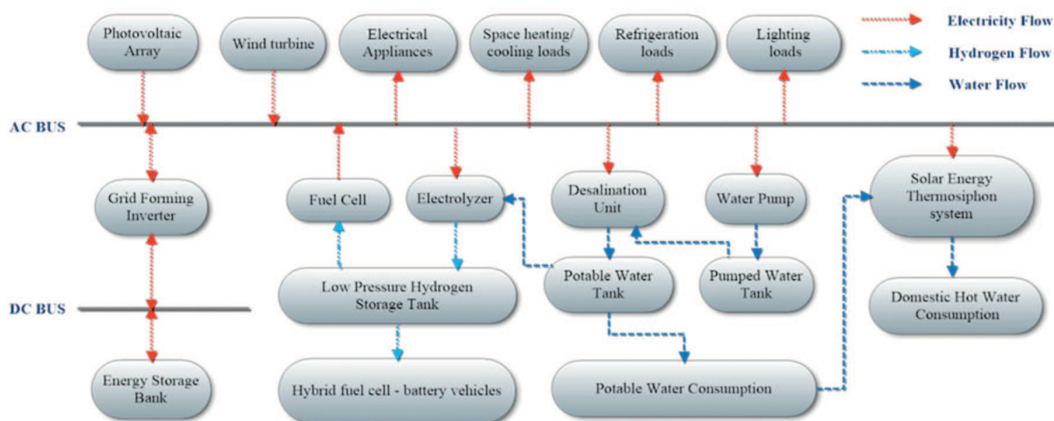 Photovoltaic
Array
Wind turbine
Electrical
Appliances
Space heating/
cooling loads
Refrigeration
loads
Lighting
loads
Electricity Flow
Hydrogen Flow
Water Flow
AC BUS
Grid Forming
Inverter
Fuel Cell
Electrolyzer
Desalination
Unit
Water Pump
Solar Energy
Thermosiphon
system
Low Pressure Hydrogen
Storage Tank
Potable Water
Tank
Pumped Water
Tank
Domestic Hot Water
Consumption
DC BUS
Energy Storage
Bank
Hybrid fuel cell - battery vehicles
Potable Water Consumption